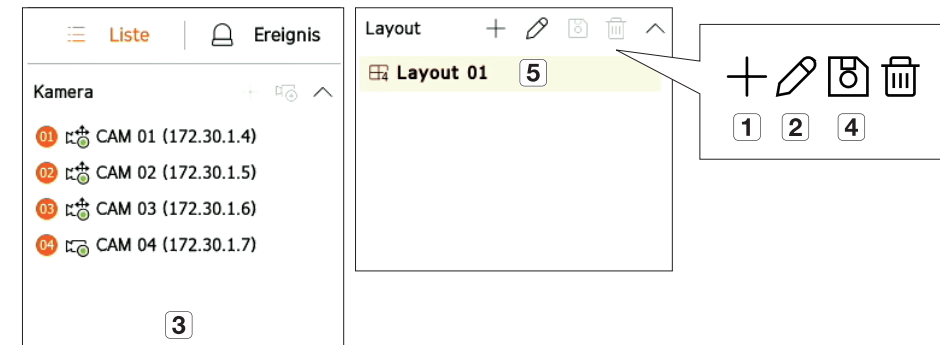 Liste Ereignis
Kamera
01 CAM 01 (172.30.1.4)
02 CAM 02 (172.30.1.5)
03 CAM 03 (172.30.1.6)
04 CAM 04 (172.30.1.7)
3
Layout
4 Layout 01 5
1 2 4